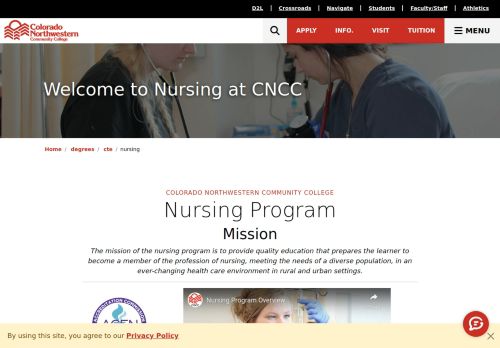 D2L | Crossroads | Navigate | Students | Faculty/Staff | Athletics
Colorado
Northwestern
Community College
APPLY INFO. VISIT TUITION MENU
Welcome to Nursing at CNCC
Home / degrees / cte / nursing
COLORADO NORTHWESTERN COMMUNITY COLLEGE
Nursing Program
Mission
The mission of the nursing program is to provide quality education that prepares the learner to
become a member of the profession of nursing, meeting the needs of a diverse population, in an
ever-changing health care environment in rural and urban settings.
ACCREDITATION COMMISSION
ACEN
Nursing Program Overview
By using this site, you agree to our Privacy Policy